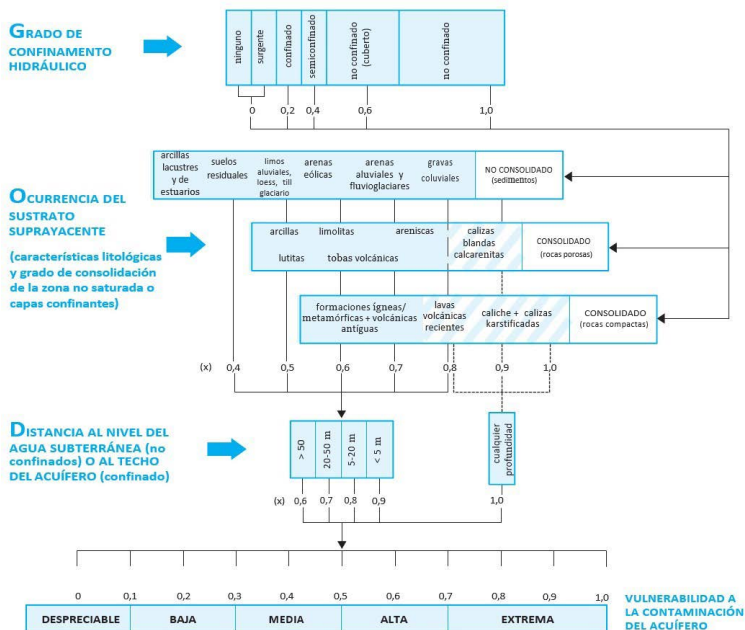 GRADO DE
CONFINAMENTO
HIDRÁULICO
ninguno
surgente
confinado
semiconfinado
no confinado
(cuberto)
no confinado
0 0,2 0,4 0,6 1,0
OCURRENCIA DEL
SUSTRATO
SUPRAYACENTE
(características litológicas
y grado de consolidación
de la zona no saturada o
capas confinantes)
arcillas
lacustres
y de
estuarios
suelos
residuales
limos
aluviales,
loess, till
glaciario
arenas
eólicas
arenas
aluviales y
fluvioglaciares
gravas
coluviales
NO CONSOLIDADO
(sedimentos)
arcillas limolitas areniscas
lutitas tobas volcánicas
calizas
blandas
calcarenitas
CONSOLIDADO
(rocas porosas)
formaciones ígneas/
metamórficas + volcánicas
antíguas
lavas
volcánicas
recientes
caliche + calizas
karstificadas
CONSOLIDADO
(rocas compactas)
(x) 0,4 0,5 0,6 0,7 0,8 0,9 1,0
DISTANCIA AL NIVEL DEL
AGUA SUBTERRÁNEA (no
confinados) O AL TECHO
DEL ACUÍFERO (confinado)
> 50
20-50 m
5-20 m
< 5 m
cualquier
profundidad
(x) 0,6 0,7 0,8 0,9 1,0
0 0,1 0,2 0,3 0,4 0,5 0,6 0,7 0,8 0,9 1,0
DESPRECIABLE BAJA MEDIA ALTA EXTREMA
VULNERABILIDAD A
LA CONTAMINACIÓN
DEL ACUÍFERO